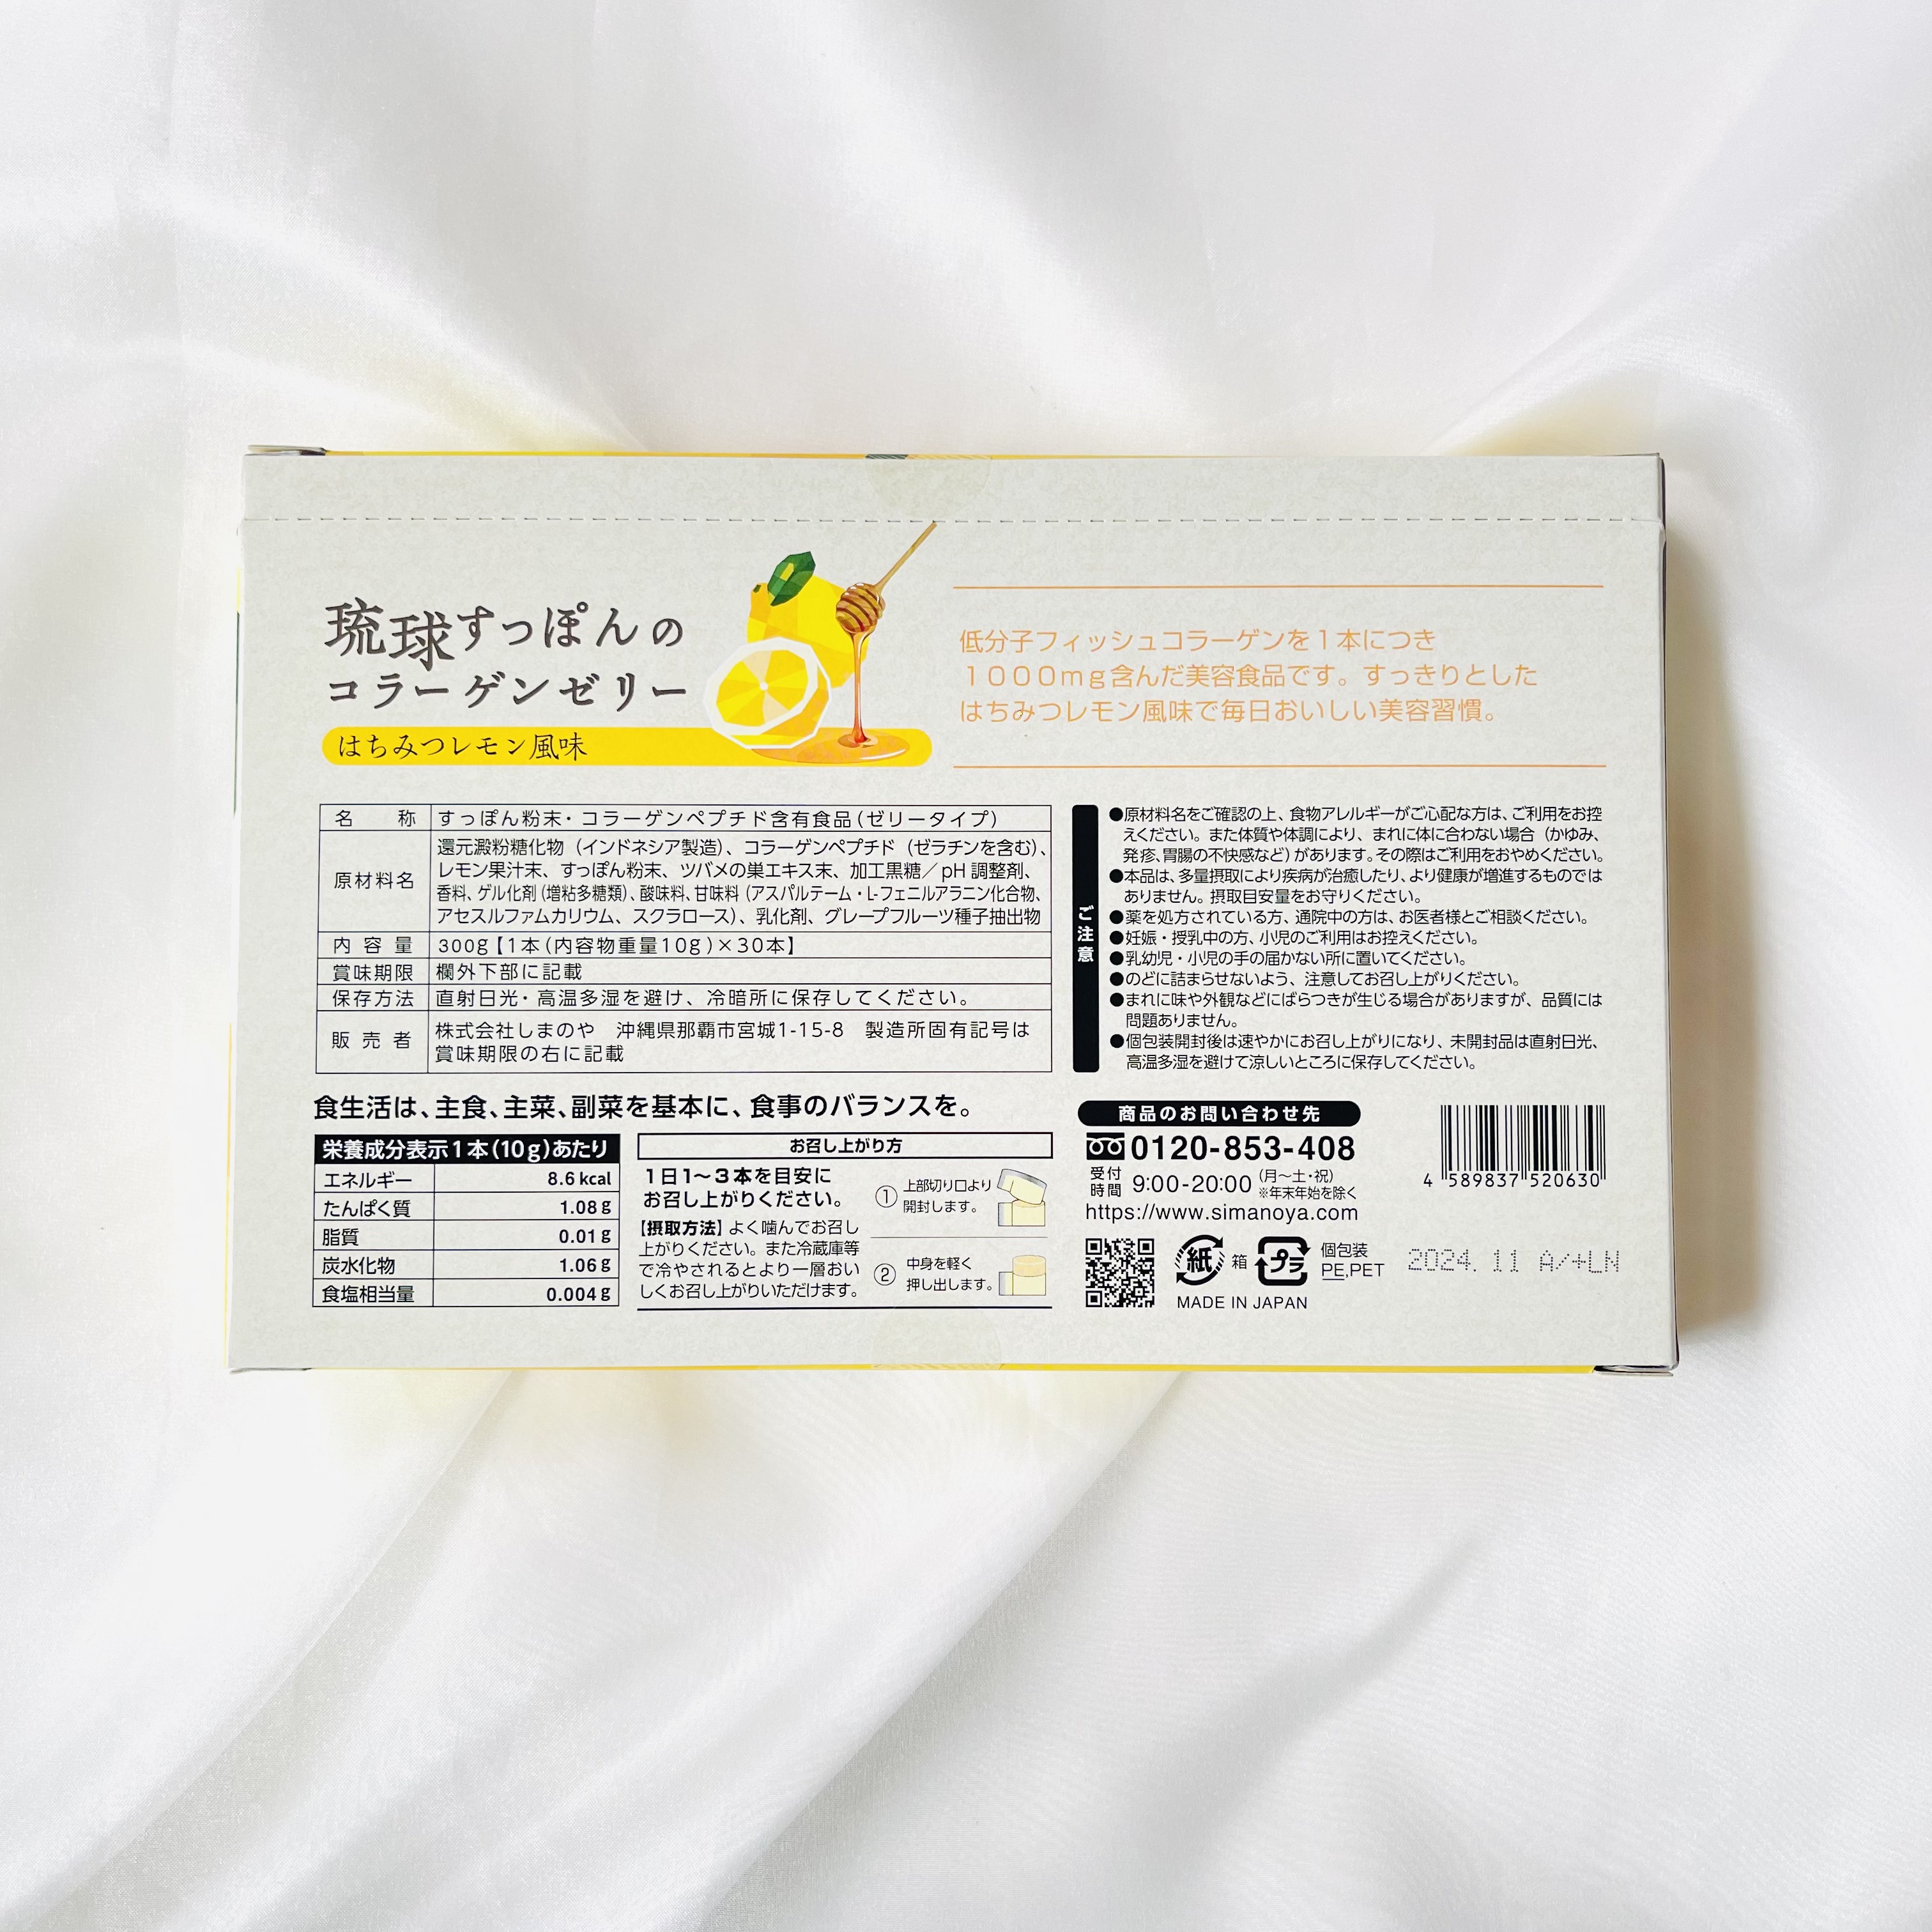 琉球すっぽんの
コラーゲンゼリー
はちみつレモン風味
低分子フィッシュコラーゲンを1本につき
1000mg含んだ美容食品です。すっきりとした
はちみつレモン風味で毎日おいしい美容習慣。
名称 すっぽん粉末・コラーゲンペプチド含有食品(ゼリータイプ)
原材料名 還元澱粉糖化物(インドネシア製造)、コラーゲンペプチド(ゼラチンを含む)、
レモン果汁末、すっぽん粉末、ツバメの巣エキス末、加工黒糖／pH調整剤、
香料、ゲル化剤(増粘多糖類)、酸味料、甘味料(アスパルテーム・L-フェニルアラニン化合物、
アセスルファムカリウム、スクラロース)、乳化剤、グレープフルーツ種子抽出物
内容量 300g【1本(内容物重量10g)×30本】
賞味期限 欄外下部に記載
保存方法 直射日光・高温多湿を避け、冷暗所に保存してください。
販売者 株式会社しまのや 沖縄県那覇市宮城1-15-8 製造所固有記号は
賞味期限の右に記載
ご注意
●原材料名をご確認の上、食物アレルギーがご心配な方は、ご利用をお控
えください。また体質や体調により、まれに体に合わない場合(かゆみ、
発疹、胃腸の不快感など)があります。その際はご利用をおやめください。
●本品は、多量摂取により疾病が治癒したり、より健康が増進するものでは
ありません。摂取目安量をお守りください。
●薬を処方されている方、通院中の方は、お医者様とご相談ください。
●妊娠・授乳中の方、小児のご利用はお控えください。
●乳幼児・小児の手の届かない所に置いてください。
●のどに詰まらせないよう、注意してお召し上がりください。
●まれに味や外観などにばらつきが生じる場合がありますが、品質には
問題ありません。
●個包装開封後は速やかにお召し上がりになり、未開封品は直射日光、
高温多湿を避けて涼しいところに保存してください。
食生活は、主食、主菜、副菜を基本に、食事のバランスを。
栄養成分表示1本(10g)あたり
エネルギー 8.6kcal
たんぱく質 1.08g
脂質 0.01g
炭水化物 1.06g
食塩相当量 0.004g
お召し上がり方
1日1〜3本を目安に
お召し上がりください。
【摂取方法】よく噛んでお召し
上がりください。また冷蔵庫等
で冷やされるとより一層おい
しくお召し上がりいただけます。
①上部切り口より
開封します。
②中身を軽く
押し出します。
商品のお問い合わせ先
0120-853-408
受付時間 9:00-20:00 (月〜土・祝)
※年末年始を除く
https://www.simanoya.com
紙 箱 プラ 個包装
PE,PET
MADE IN JAPAN
4 589837 520630
2024. 11 A/+LN